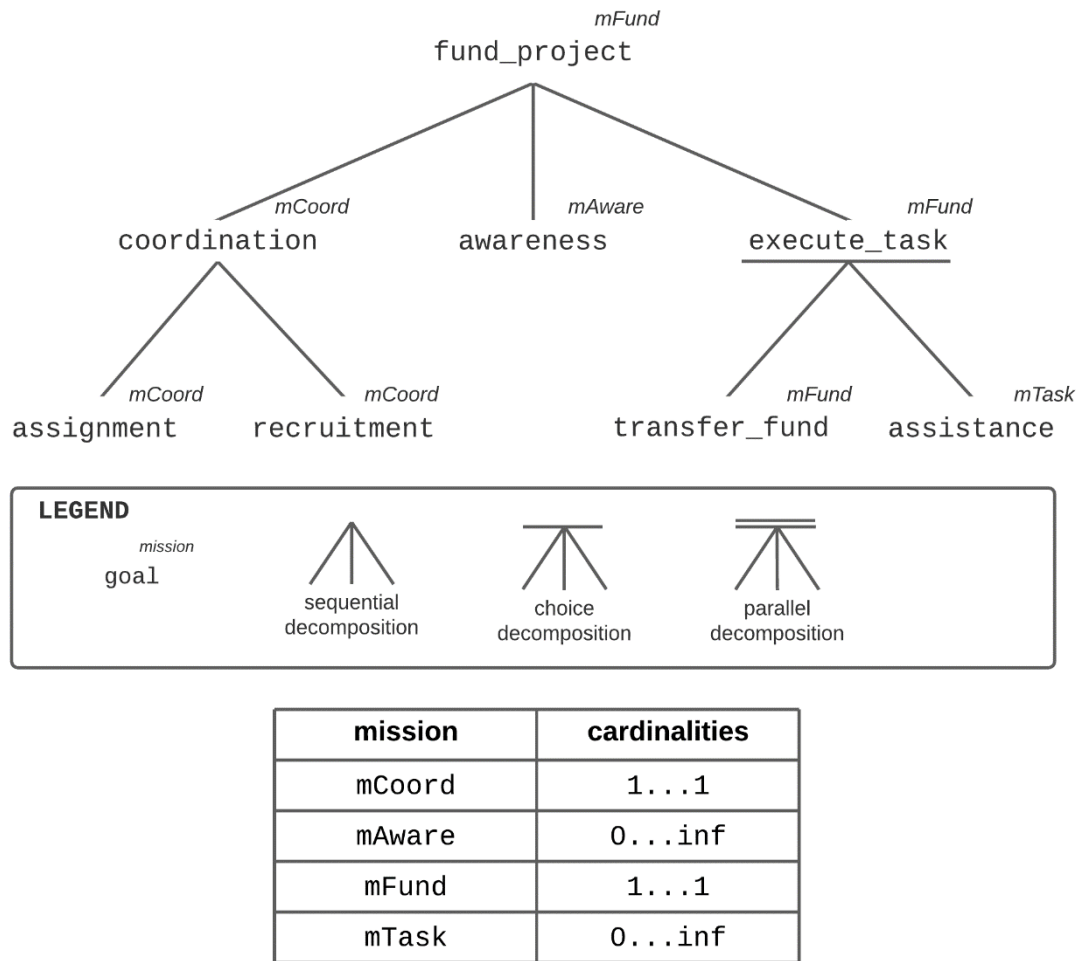 mFund
fund_project
mCoord
mAware
mFund
coordination
awareness
execute_task
mCoord
mCoord
mFund
mTask
assignment
recruitment
transfer_fund
assistance
LEGEND
mission
goal
sequential
decomposition
choice
decomposition
parallel
decomposition
mission cardinalities
mCoord 1...1
mAware 0...inf
mFund 1...1
mTask 0...inf